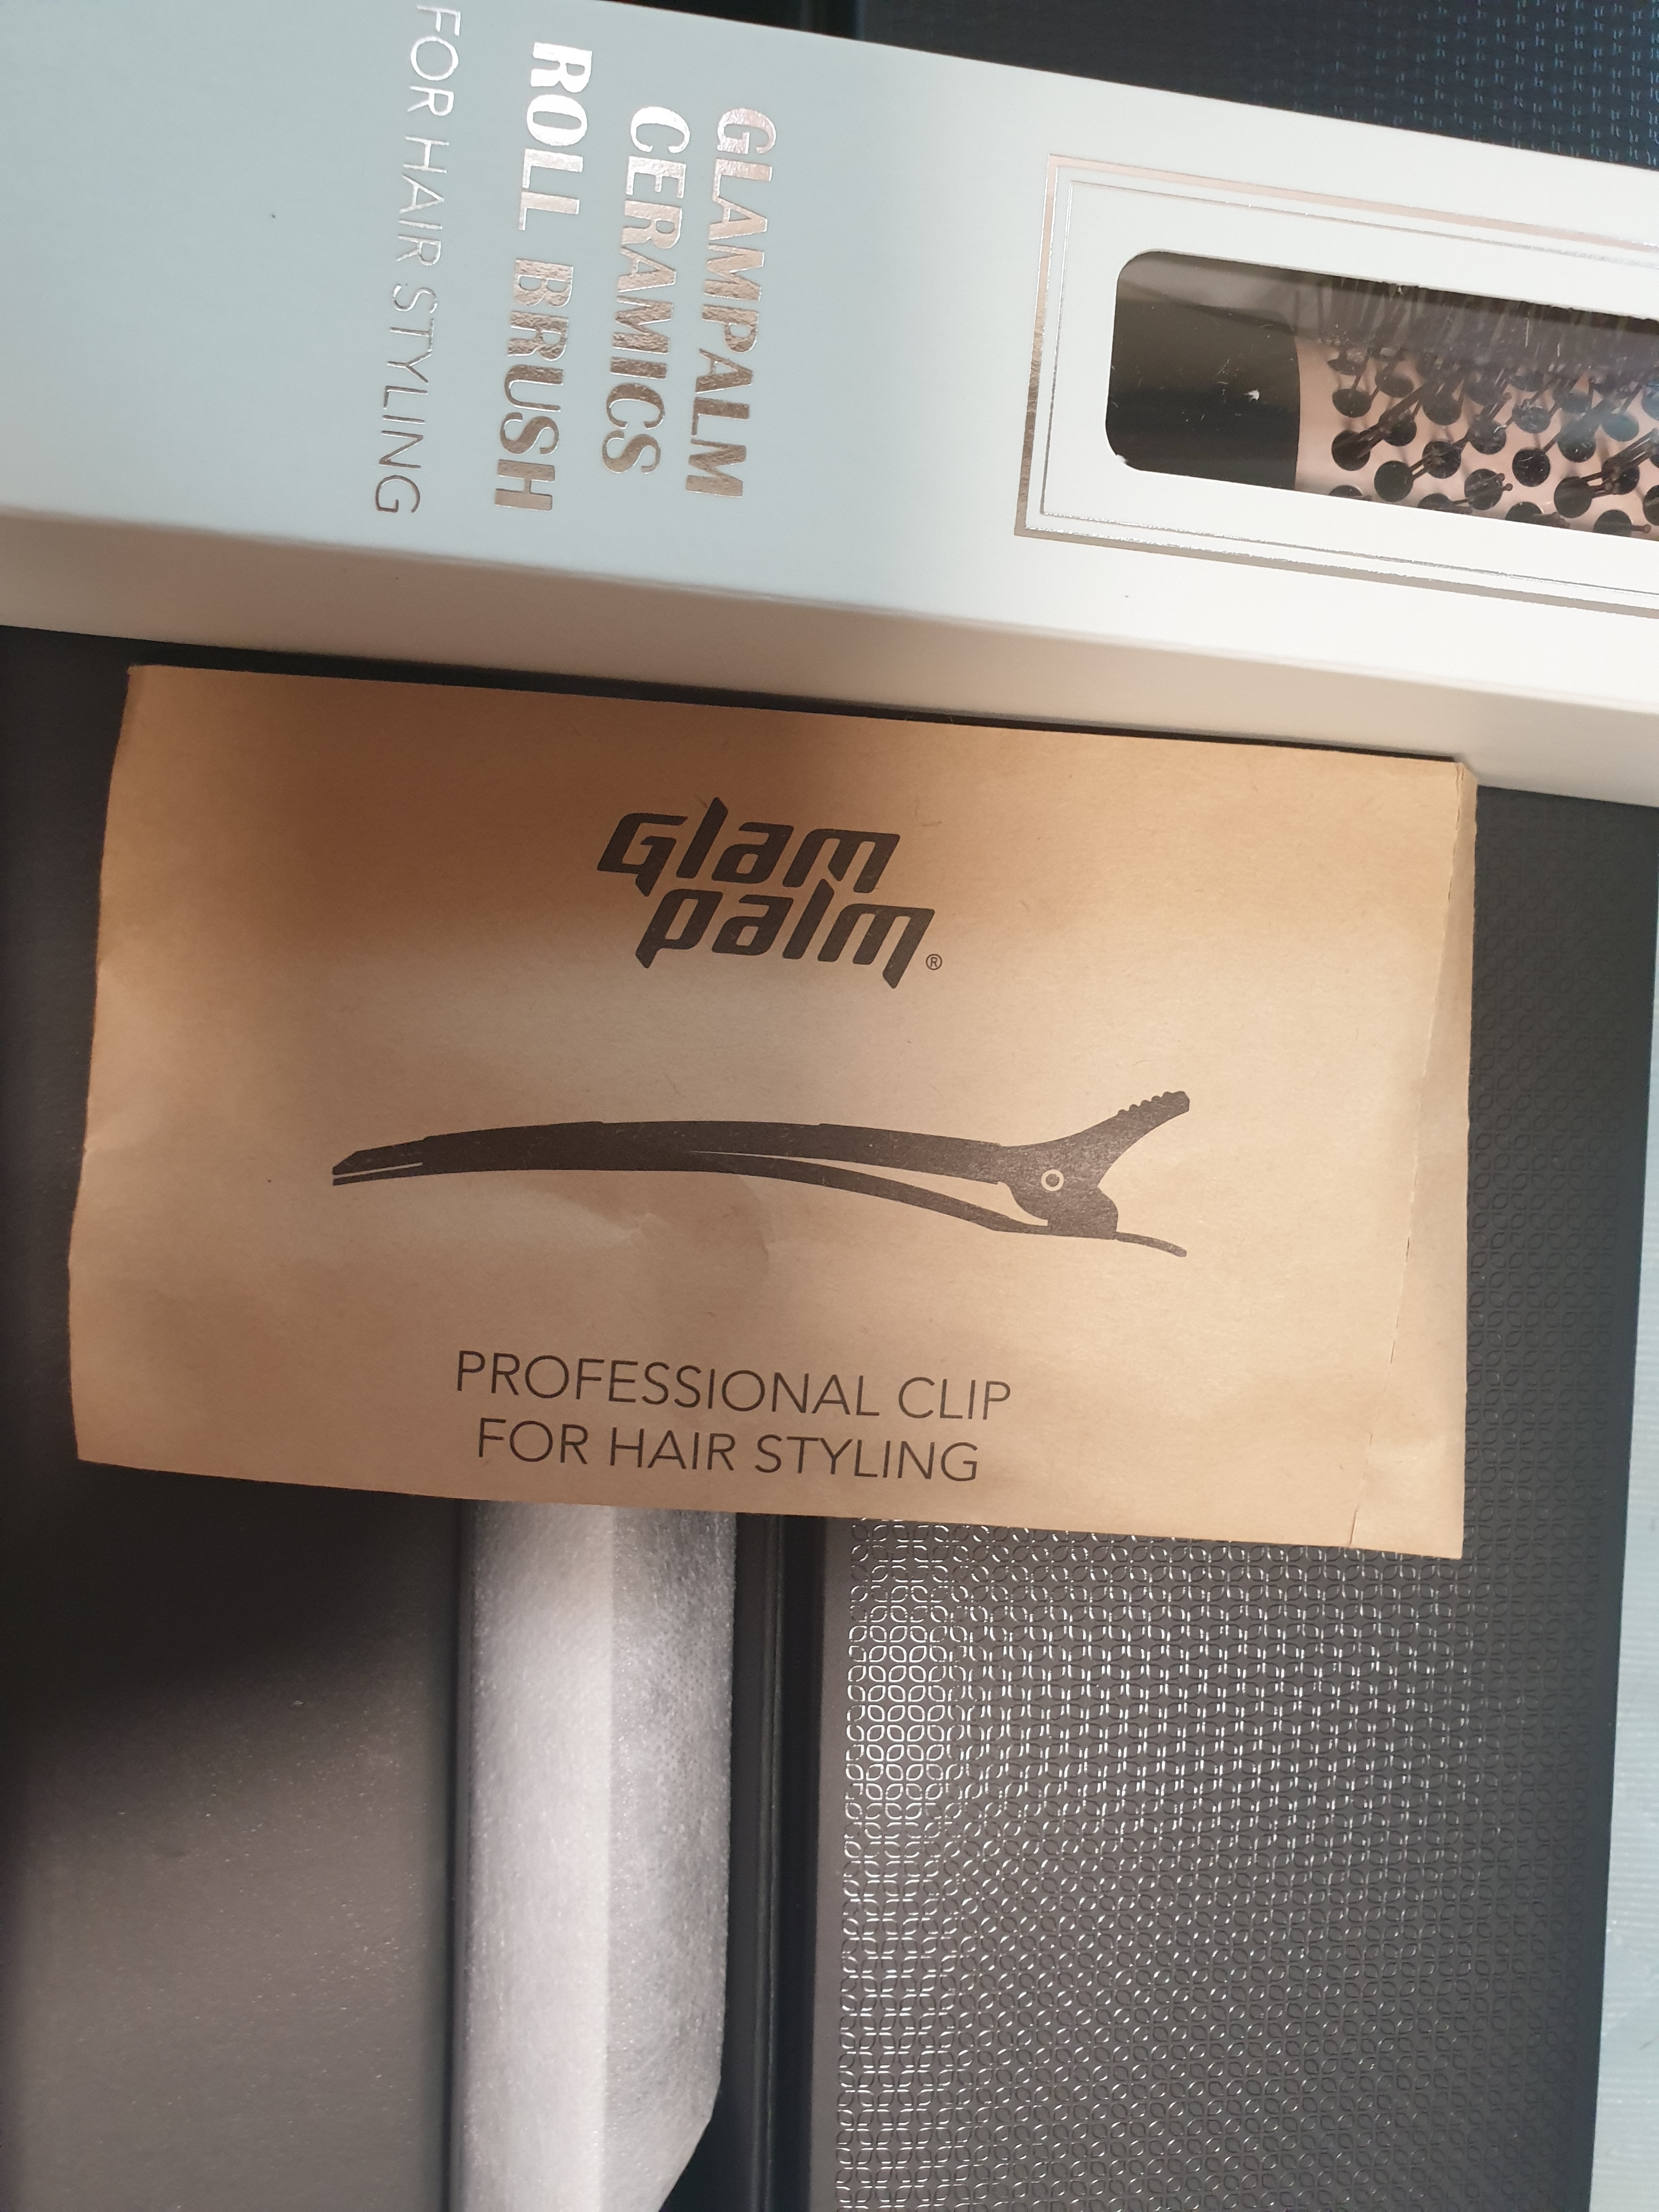 GLAMPALM
CERAMICS
ROLL BRUSH
FOR HAIR STYLING
Glam
palm®
PROFESSIONAL CLIP
FOR HAIR STYLING